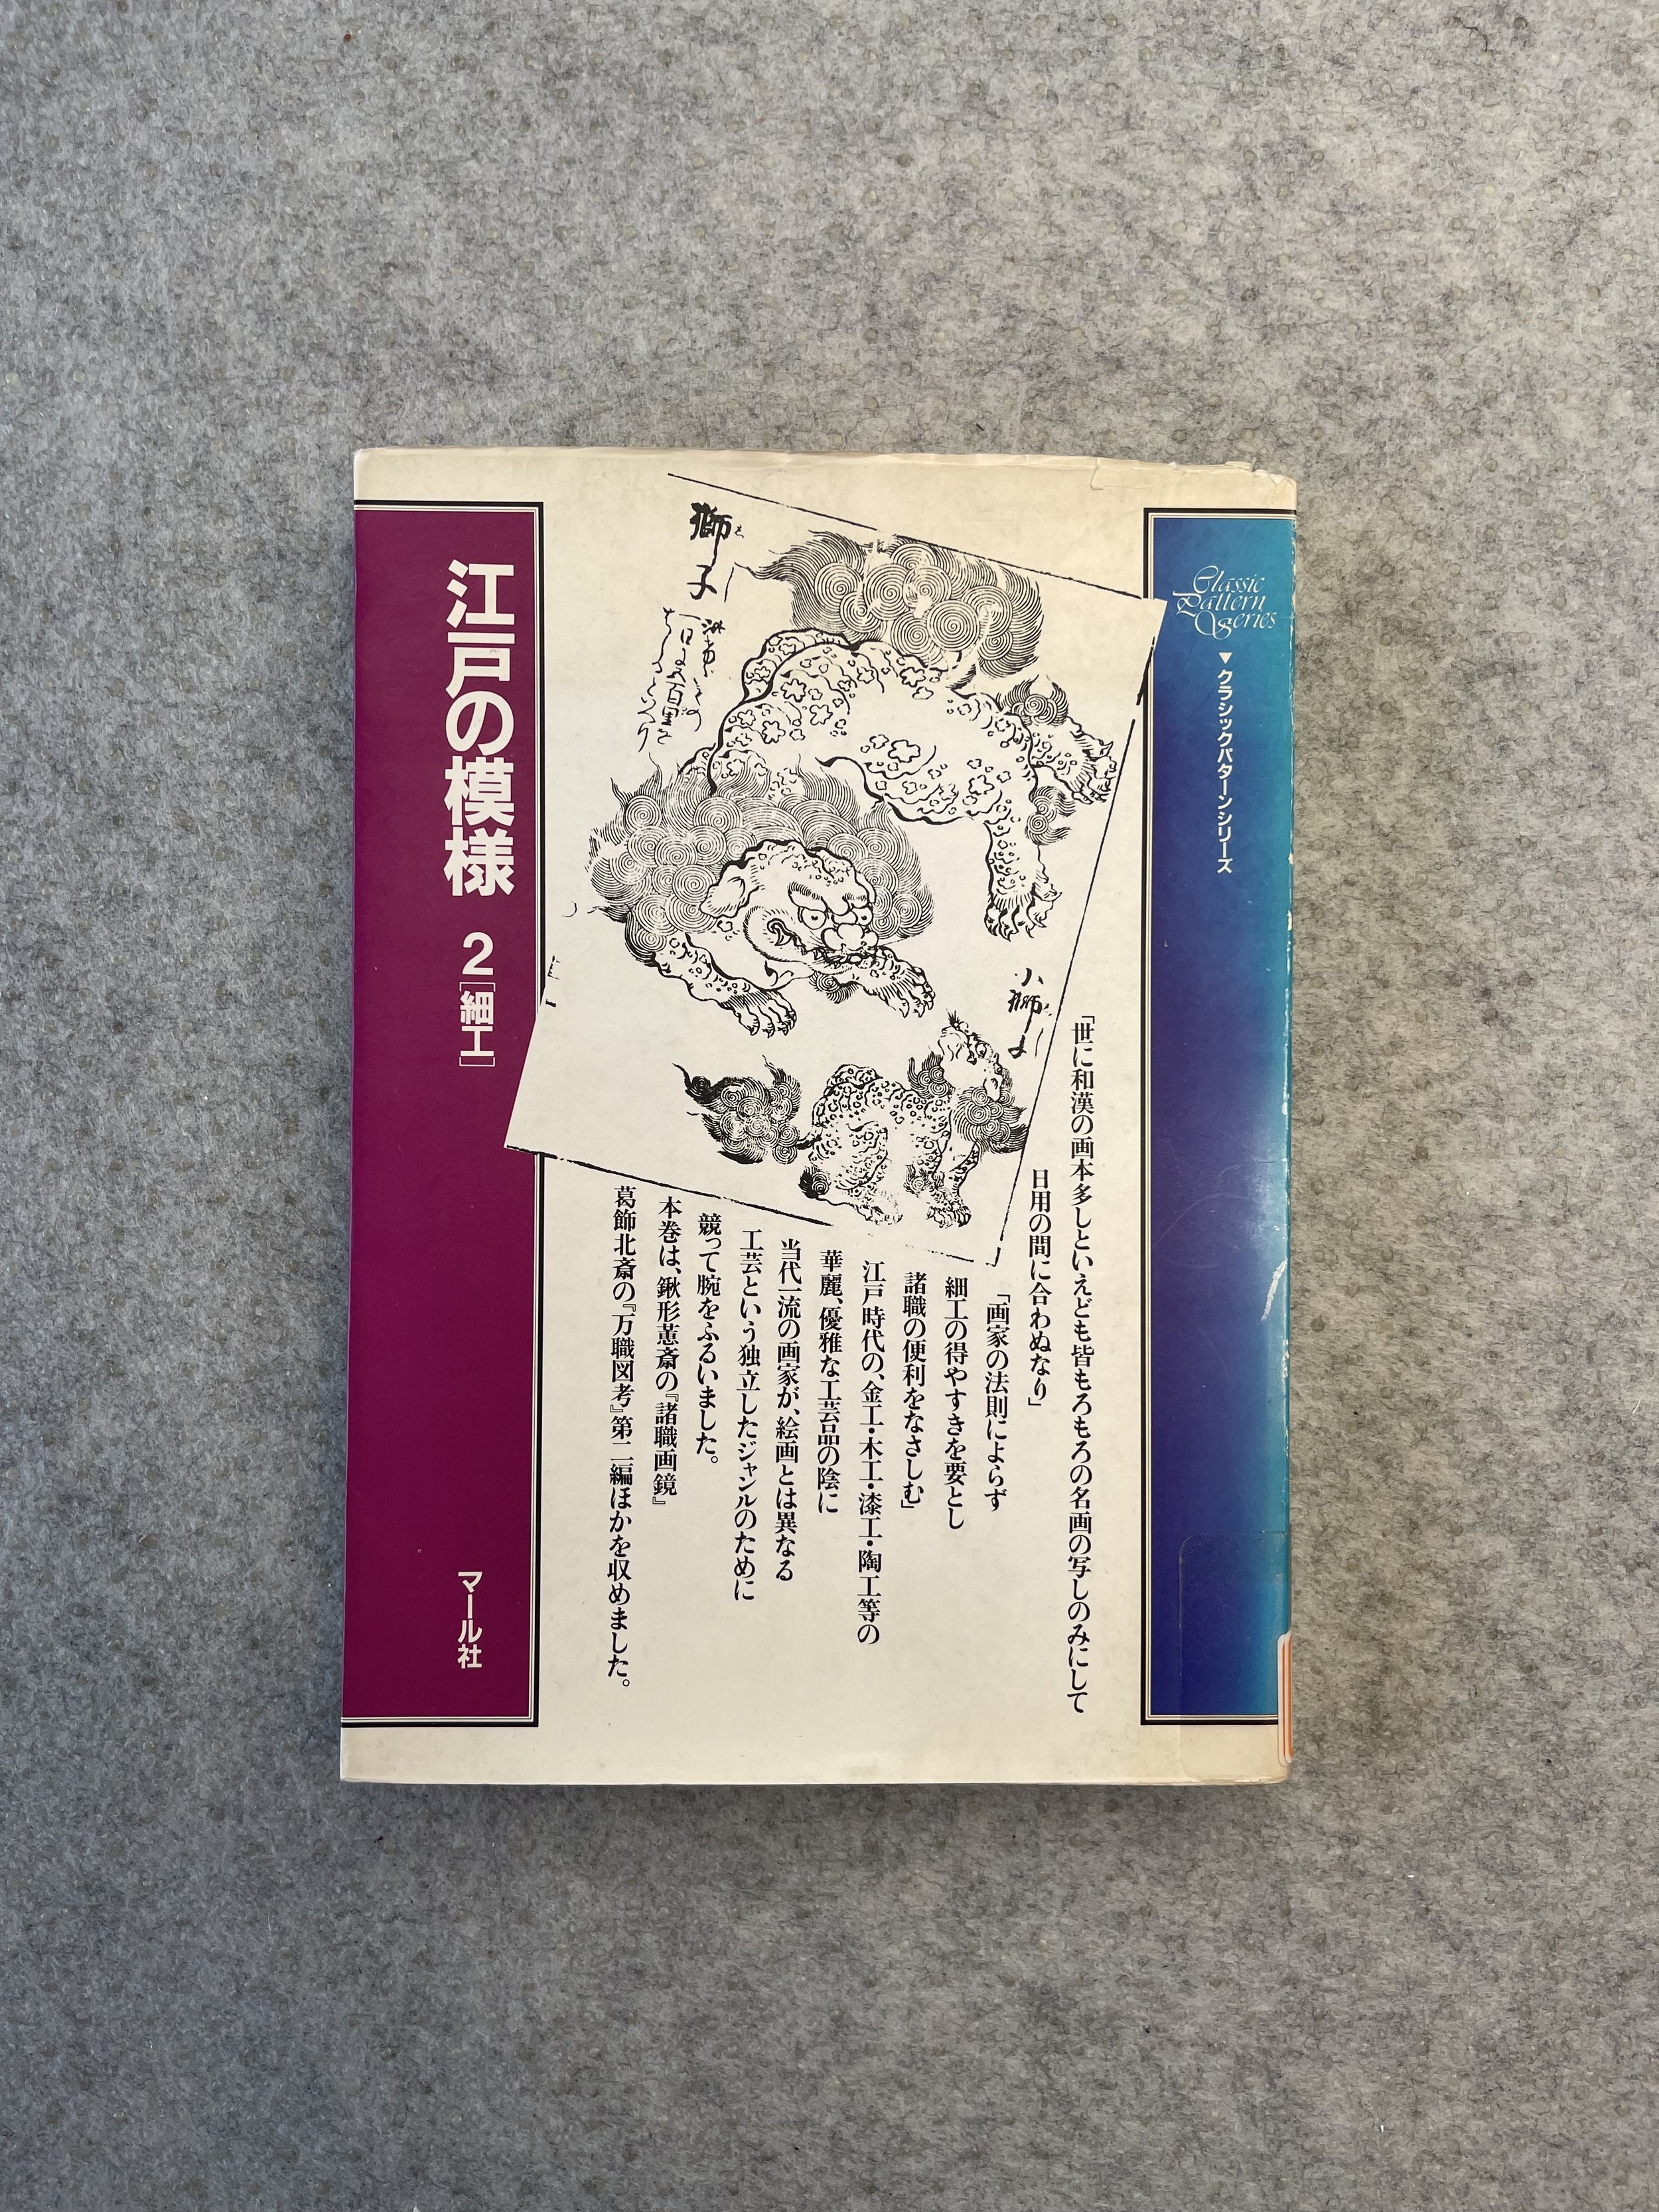 Classic
Pattern
Series
▼クラシックパターンシリーズ
江戸の模様 2［細工］
マール社
獅子
小獅子
「世に和漢の画本多しといえども皆もろもろの名画の写しのみにして
日用の間に合わぬなり」
「画家の法則によらず
細工の得やすきを要とし
諸職の便利をなさしむ」
江戸時代の、金工・木工・漆工・陶工等の
華麗、優雅な工芸品の陰に
当代一流の画家が、絵画とは異なる
工芸という独立したジャンルのために
競って腕をふるいました。
本巻は、鍬形蕙斎の『諸職画鏡』
葛飾北斎の『万職図考』第二編ほかを収めました。